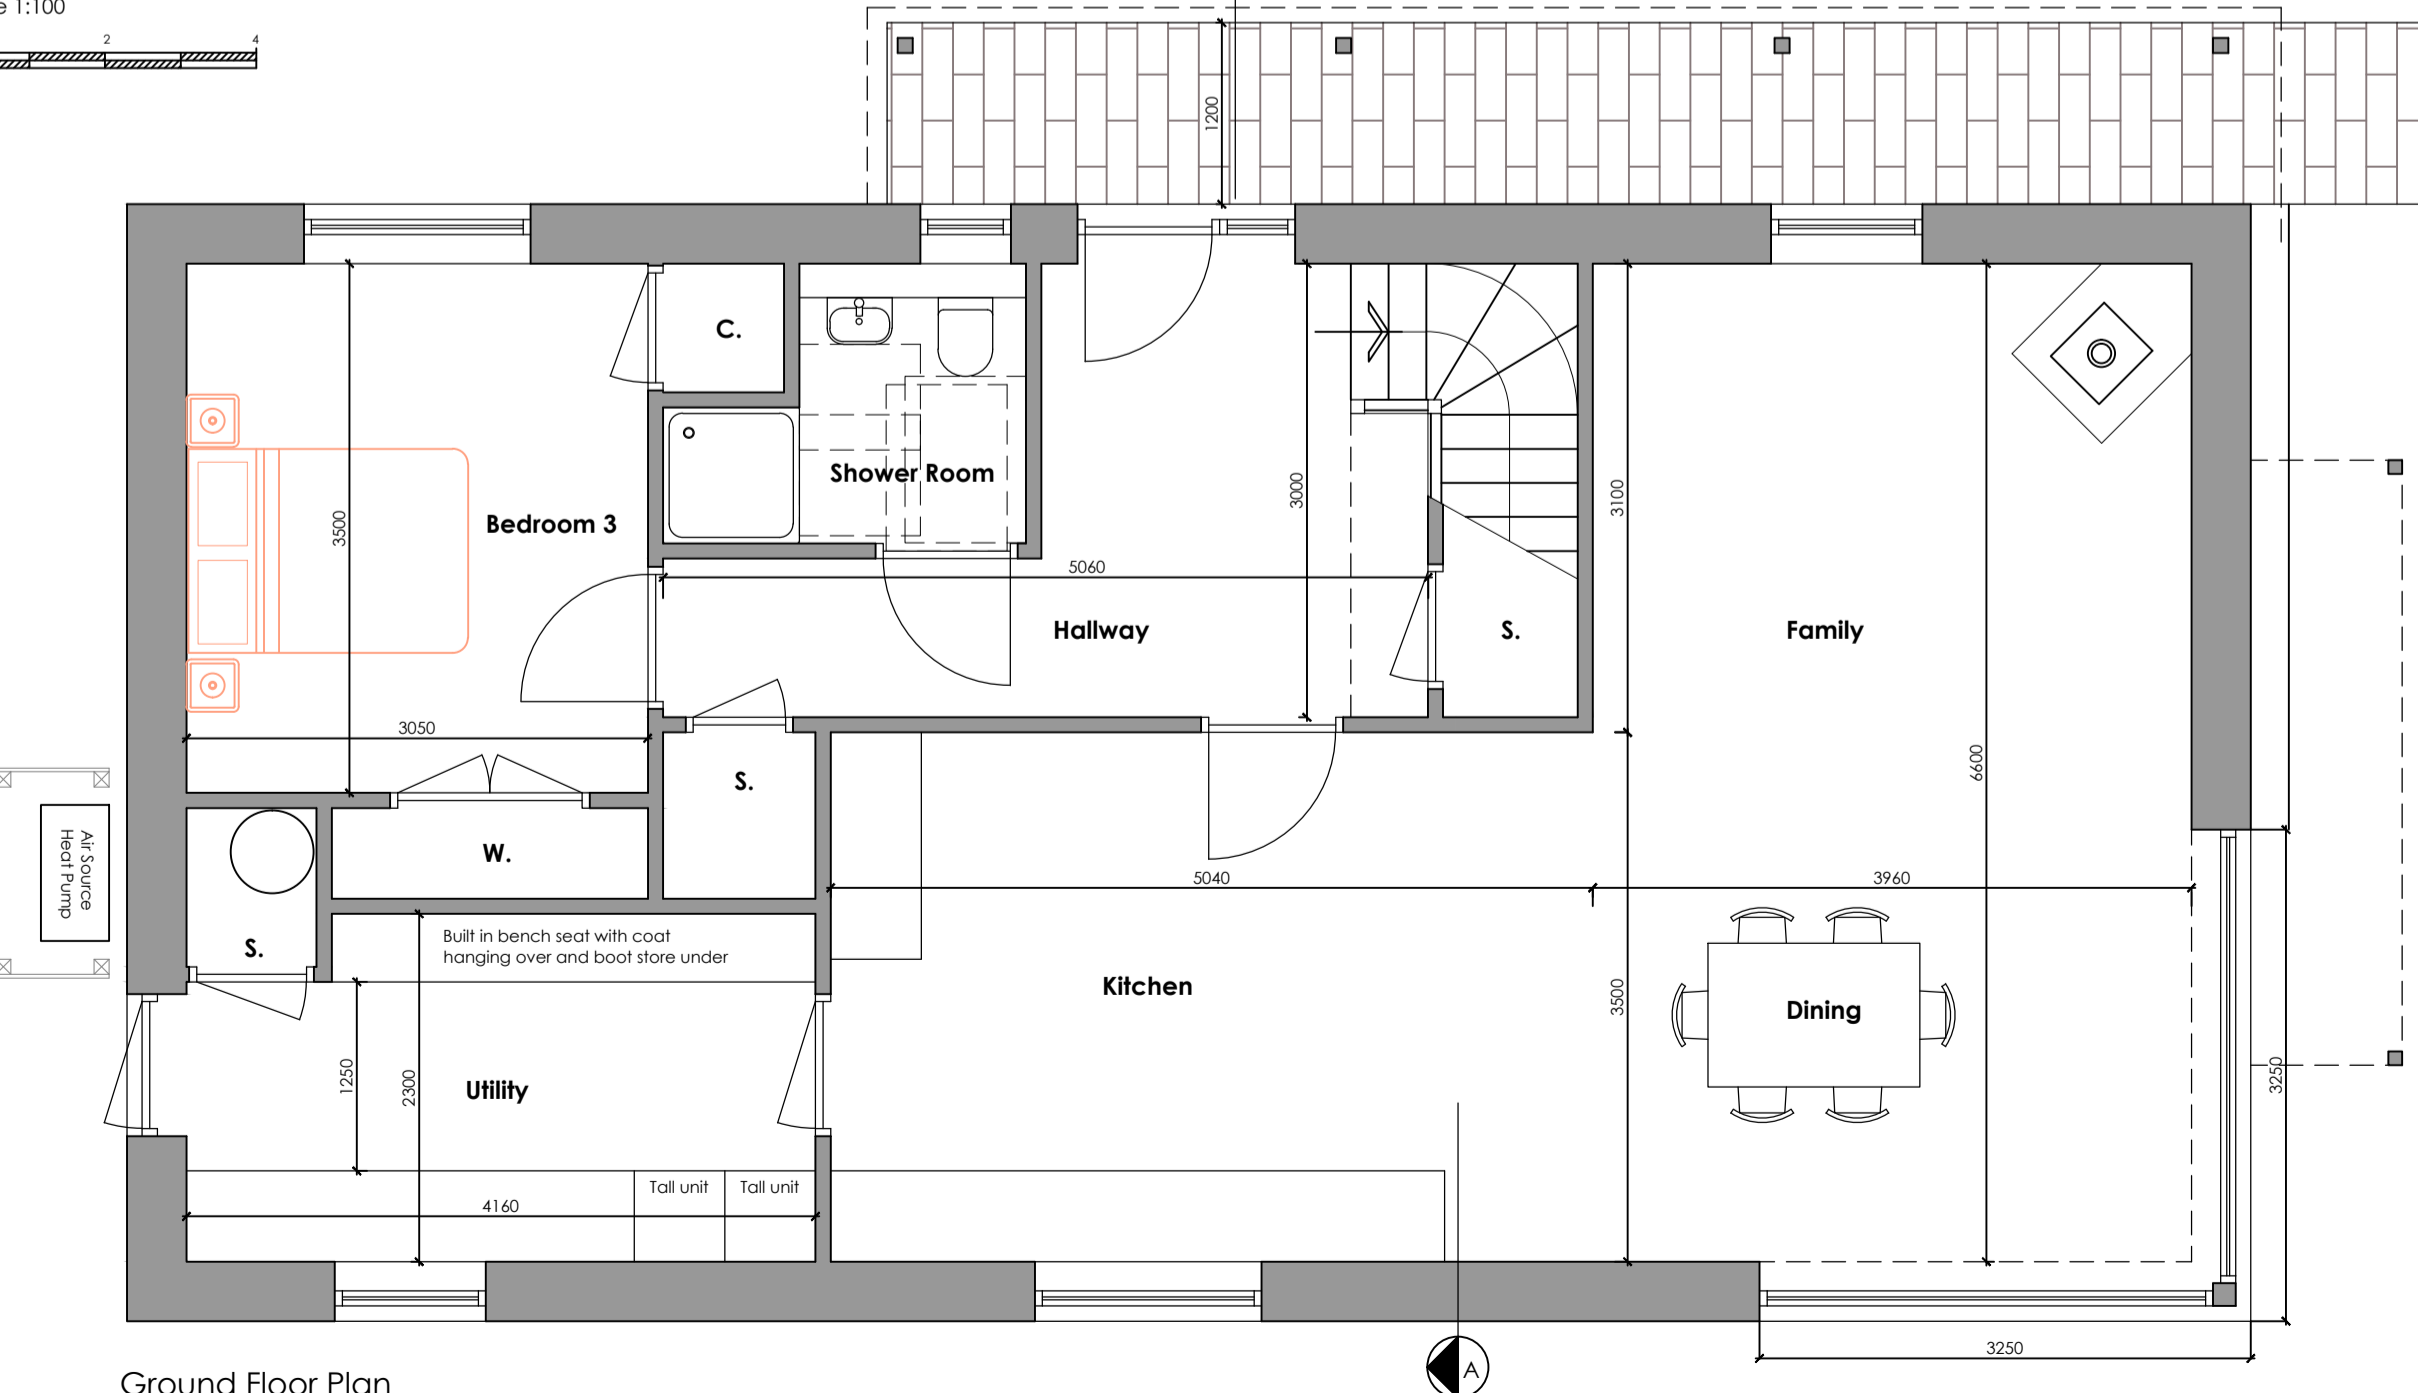 e 1:100
2
4
1200
C.
Shower Room
Bedroom 3
3500
3000
3100
5060
Hallway
S.
Family
3050
S.
6600
W.
Air Source
Heat Pump
5040
3960
Built in bench seat with coat
hanging over and boot store under
S.
Kitchen
3500
Dining
1250
2300
Utility
3250
Tall unit
Tall unit
4160
3250
A
Ground Floor Plan